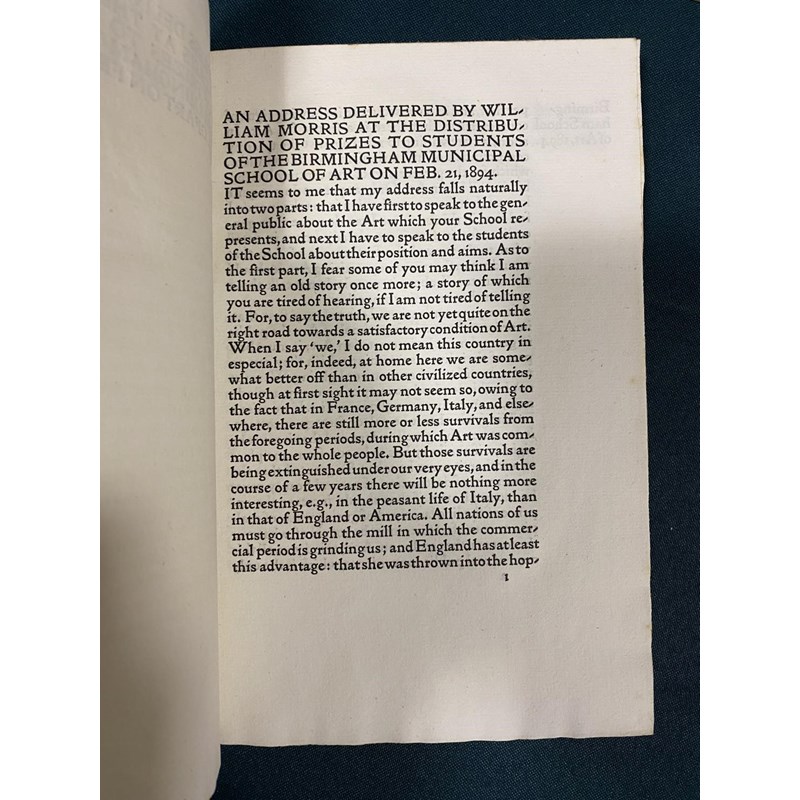 AN ADDRESS DELIVERED BY WIL-
LIAM MORRIS AT THE DISTRIBU-
TION OF PRIZES TO STUDENTS
OF THE BIRMINGHAM MUNICIPAL
SCHOOL OF ART ON FEB. 21, 1894.
IT seems to me that my address falls naturally
into two parts: that I have first to speak to the gen-
eral public about the Art which your School re-
presents, and next I have to speak to the students
of the School about their position and aims. As to
the first part, I fear some of you may think I am
telling an old story once more; a story of which
you are tired of hearing, if I am not tired of telling
it. For, to say the truth, we are not yet quite on the
right road towards a satisfactory condition of Art.
When I say 'we,' I do not mean this country in
especial; for, indeed, at home here we are some-
what better off than in other civilized countries,
though at first sight it may not seem so, owing to
the fact that in France, Germany, Italy, and else-
where, there are still more or less survivals from
the foregoing periods, during which Art was com-
mon to the whole people. But those survivals are
being extinguished under our very eyes, and in the
course of a few years there will be nothing more
interesting, e.g., in the peasant life of Italy, than
in that of England or America. All nations of us
must go through the mill in which the commer-
cial period is grinding us; and England has at least
this advantage: that she was thrown into the hop-
1